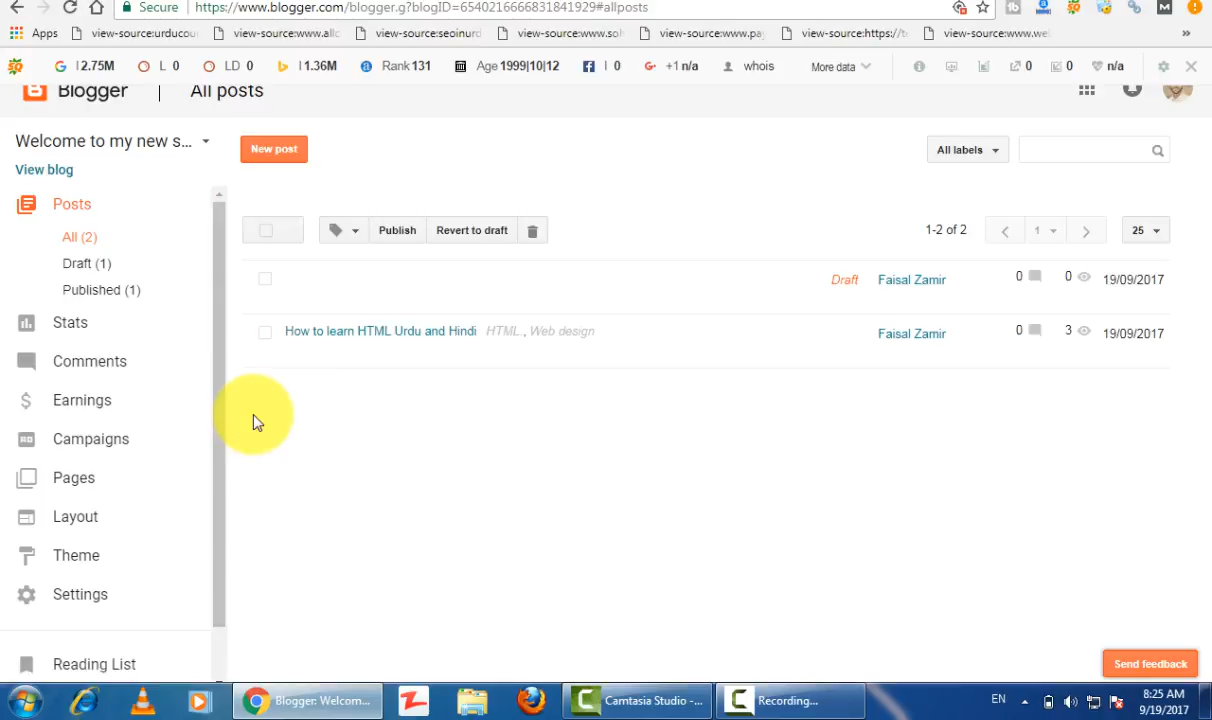 Secure https://www.blogger.com/blogger.g?blogID=6540216666831841929#allposts
Apps view-source:urducou view-source:www.allc view-source:seoinurd view-source:www.soh view-source:www.pay view-source:https://t view-source:www.we »
I 2.75M L 0 LD 0 I 1.36M Rank 131 Age 1999|10|12 I 0 +1 n/a whois More data 0 0 n/a
Blogger | All posts
Welcome to my new s...
New post
All labels
View blog
Posts
All (2)
Draft (1)
Published (1)
Stats
Comments
Earnings
Campaigns
Pages
Layout
Theme
Settings
Reading List
Publish Revert to draft 1-2 of 2 1 25
Draft Faisal Zamir 0 0 19/09/2017
How to learn HTML Urdu and Hindi HTML., Web design Faisal Zamir 0 3 19/09/2017
Send feedback
Blogger: Welcom... Camtasia Studio -... Recording... EN 8:25 AM
9/19/2017